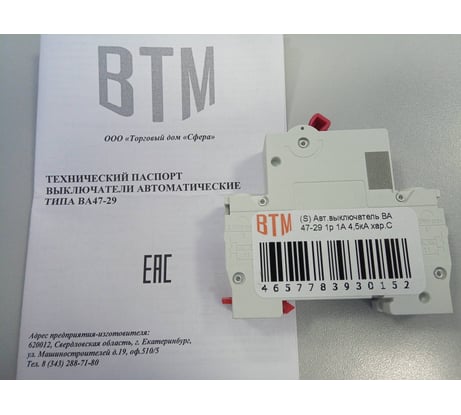 ВТМ
ООО «Торговый дом «Сфера»
ТЕХНИЧЕСКИЙ ПАСПОРТ
ВЫКЛЮЧАТЕЛИ АВТОМАТИЧЕСКИЕ
ТИПА ВА47-29
ЕАС
Адрес предприятия-изготовителя:
620012, Свердловская область, г. Екатеринбург,
ул. Машиностроителей д.19, оф.510/5
Тел. 8 (343) 288-71-80
ВТМ
(S) Авт.выключатель ВА
47-29 1р 1А 4,5кА хар.С
4657783930152